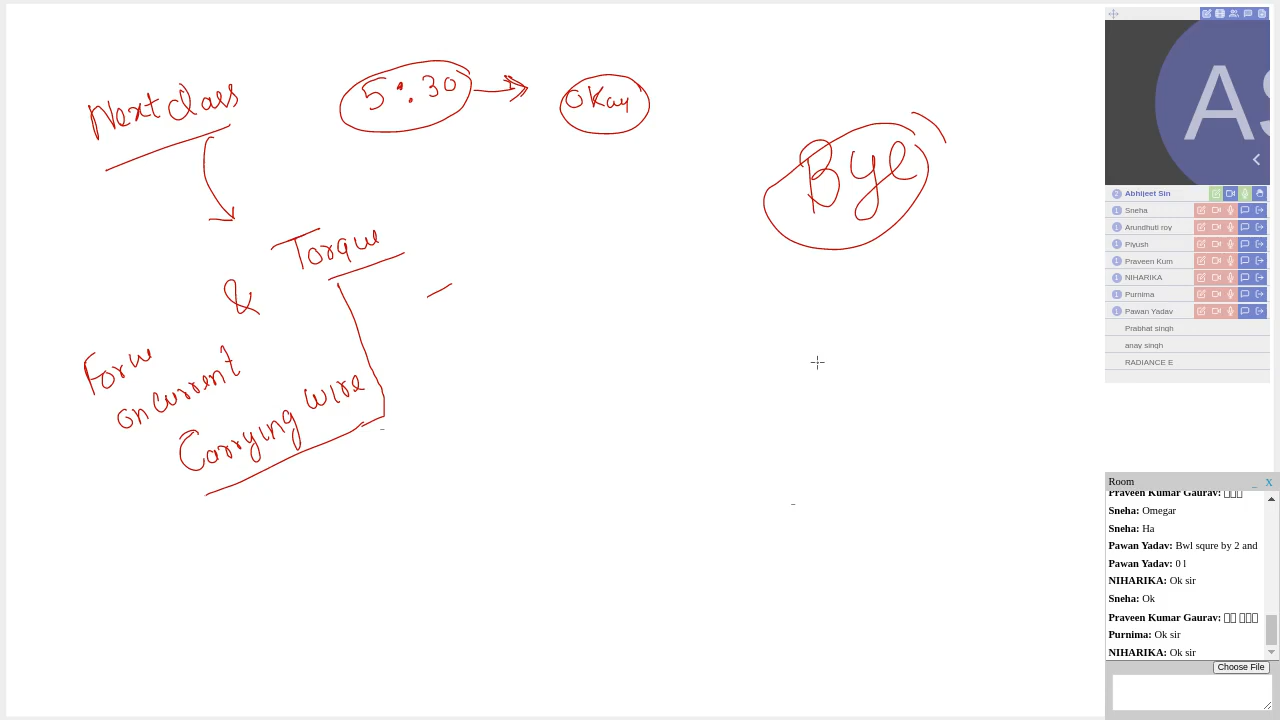 Next class
5:30 → Okay
Bye
Torque
&
Force
on current
Carrying wire
AS
Abhijeet Sin
Sneha
Arundhuti roy
Piyush
Praveen Kum
NIHARIKA
Purnima
Pawan Yadav
Prabhat singh
anay singh
RADIANCE E
Room
_ X
Praveen Kumar Gaurav: 
Sneha: Omegar
Sneha: Ha
Pawan Yadav: Bwl squre by 2 and
Pawan Yadav: 0 l
NIHARIKA: Ok sir
Sneha: Ok
Praveen Kumar Gaurav: 
Purnima: Ok sir
NIHARIKA: Ok sir
Choose File